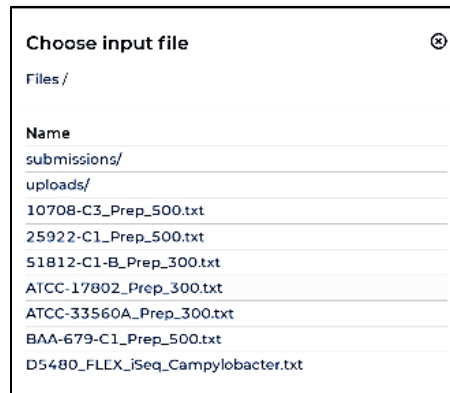 Choose input file
Files /
Name
submissions/
uploads/
10708-C3_Prep_500.txt
25922-C1_Prep_500.txt
51812-C1-B_Prep_300.txt
ATCC-17802_Prep_300.txt
ATCC-33560A_Prep_300.txt
BAA-679-C1_Prep_500.txt
D5480_FLEX_iSeq_Campylobacter.txt